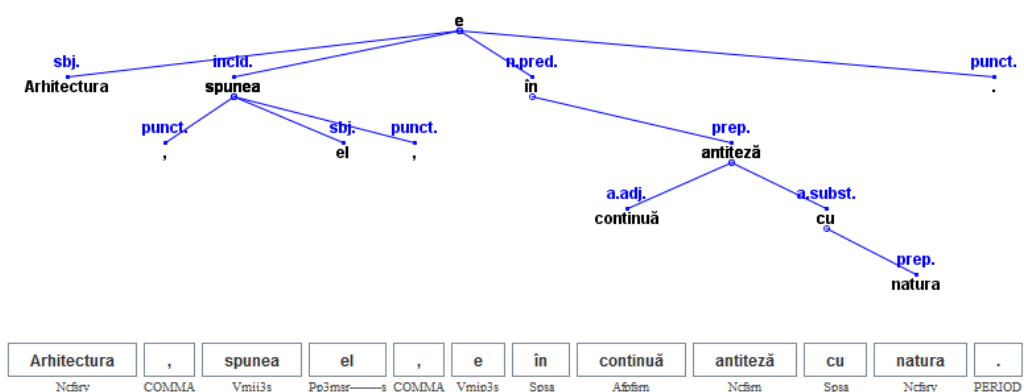 e
sbj. incid. n.pred. punct.
Arhitectura spunea în .
punct. sbj. punct. prep.
, el , antiteză
a.adj. a.subst.
continuă cu
prep.
natura
Arhitectura , spunea el , e în continuă antiteză cu natura .
Ncfsry COMMA Vmii3s Pp3msr--------s COMMA Vmip3s Spsa Afpfsrn Ncfsrn Spsa Ncfsry PERIOD